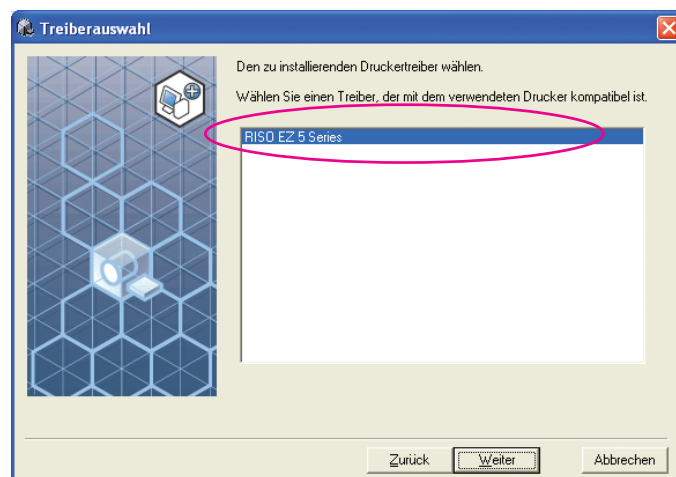 Treiberauswahl
Den zu installierenden Druckertreiber wählen.
Wählen Sie einen Treiber, der mit dem verwendeten Drucker kompatibel ist.
RISO EZ 5 Series
Zurück
Weiter
Abbrechen